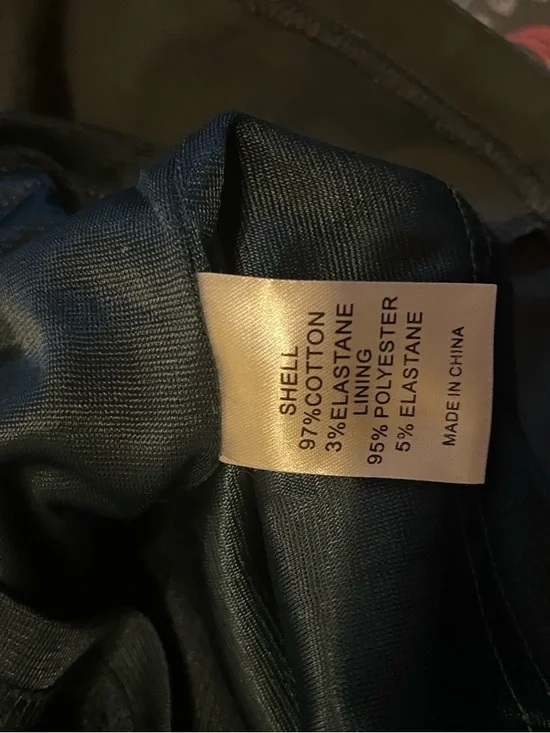 SHELL
97%COTTON
3%ELASTANE
LINING
95% POLYESTER
5% ELASTANE
MADE IN CHINA